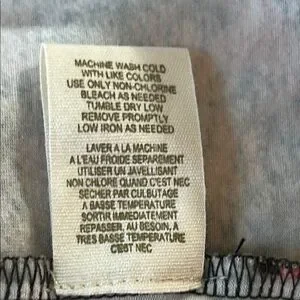 MACHINE WASH COLD
WITH LIKE COLORS
USE ONLY NON-CHLORINE
BLEACH AS NEEDED
TUMBLE DRY LOW
REMOVE PROMPTLY
LOW IRON AS NEEDED
LAVER A LA MACHINE
A L'EAU FROIDE SEPAREMENT
UTILISER UN JAVELLISANT
NON CHLORE QUAND C'EST NEC
SECHER PAR CULBUTAGE
A BASSE TEMPERATURE
SORTIR IMMEDIATEMENT
REPASSER, AU BESOIN, A
TRES BASSE TEMPERATURE
C'EST NEC